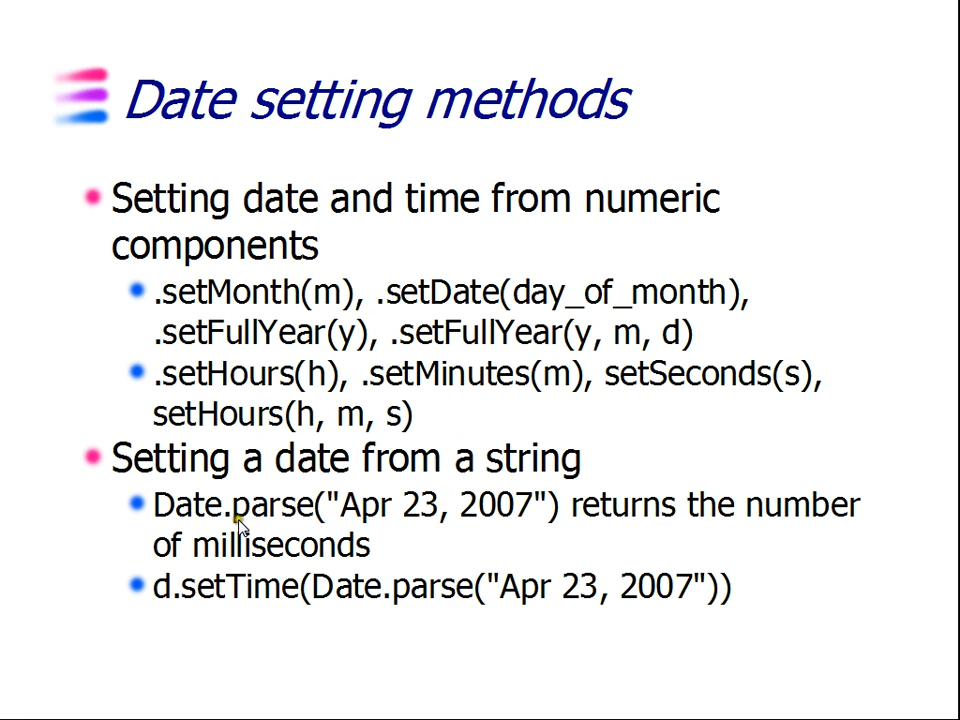 Date setting methods
Setting date and time from numeric
components
.setMonth(m), .setDate(day_of_month),
.setFullYear(y), .setFullYear(y, m, d)
.setHours(h), .setMinutes(m), setSeconds(s),
setHours(h, m, s)
Setting a date from a string
Date.parse("Apr 23, 2007") returns the number
of milliseconds
d.setTime(Date.parse("Apr 23, 2007"))